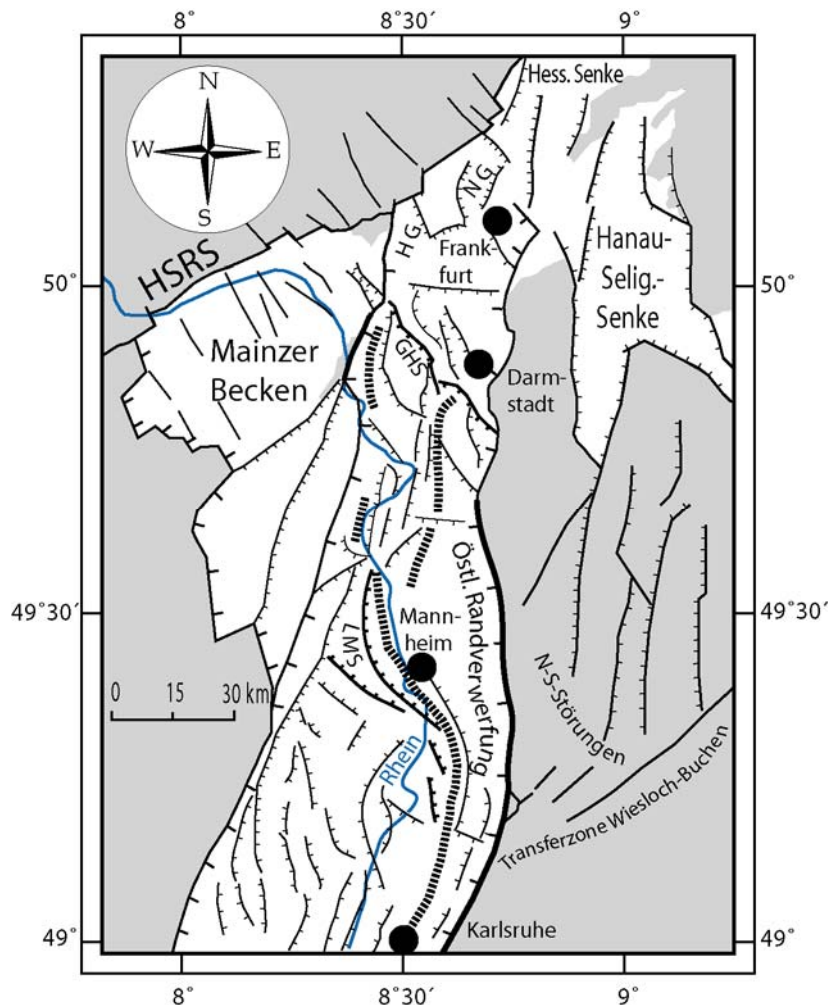 8° 8°30´ 9°
Hess. Senke
N
W E
S
NG
HG
Frank-
furt
Hanau-
Selig.-
Senke
HSRS
50° 50°
Mainzer
Becken
GHS
Darm-
stadt
49°30´ 49°30´
Östl. Randverwerfung
Mann-
heim
LMS
0 15 30 km
N-S-Störungen
Rhein
Transferzone Wiesloch-Buchen
Karlsruhe
49° 49°
8° 8°30´ 9°